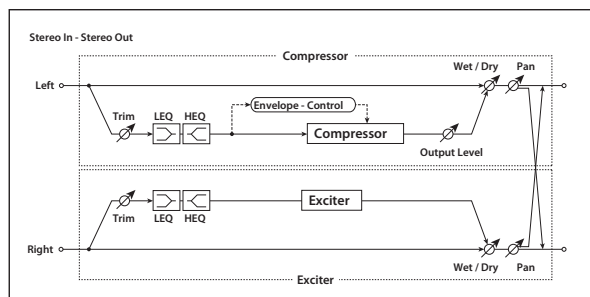 Stereo In - Stereo Out
Compressor
Wet / Dry Pan
Left
Envelope - Control
Trim LEQ HEQ
Compressor
Output Level
Trim LEQ HEQ
Exciter
Right
Wet / Dry Pan
Exciter